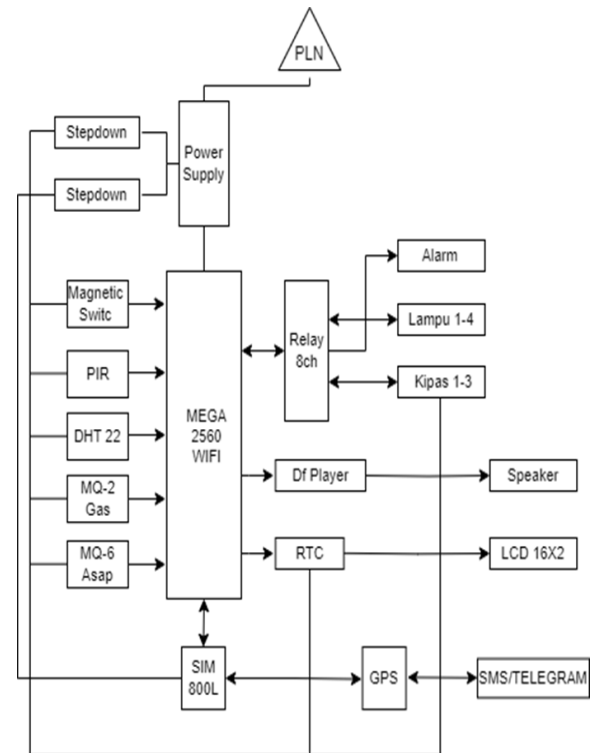 PLN
Stepdown
Power
Supply
Stepdown
Magnetic
Switc
PIR
DHT 22
MQ-2
Gas
MQ-6
Asap
MEGA
2560
WIFI
Relay
8ch
Alarm
Lampu 1-4
Kipas 1-3
Df Player
Speaker
RTC
LCD 16X2
SIM
800L
GPS
SMS/TELEGRAM